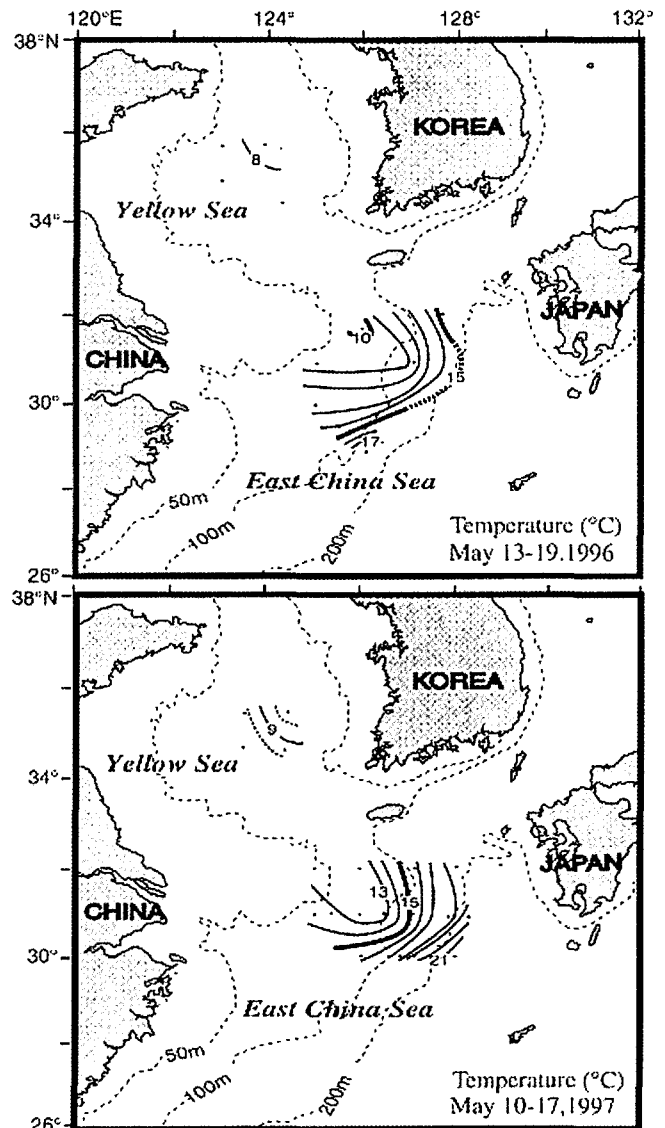 120°E 124° 128° 132°
38°N
KOREA
8
34°
Yellow Sea
JAPAN
10
CHINA
15
30°
17
East China Sea
50m
100m
200m
Temperature (°C)
May 13-19.1996
26°
38°N
KOREA
9
Yellow Sea
34°
JAPAN
13
15
CHINA
30°
21
East China Sea
50m
100m
200m
Temperature (°C)
May 10-17,1997
26°